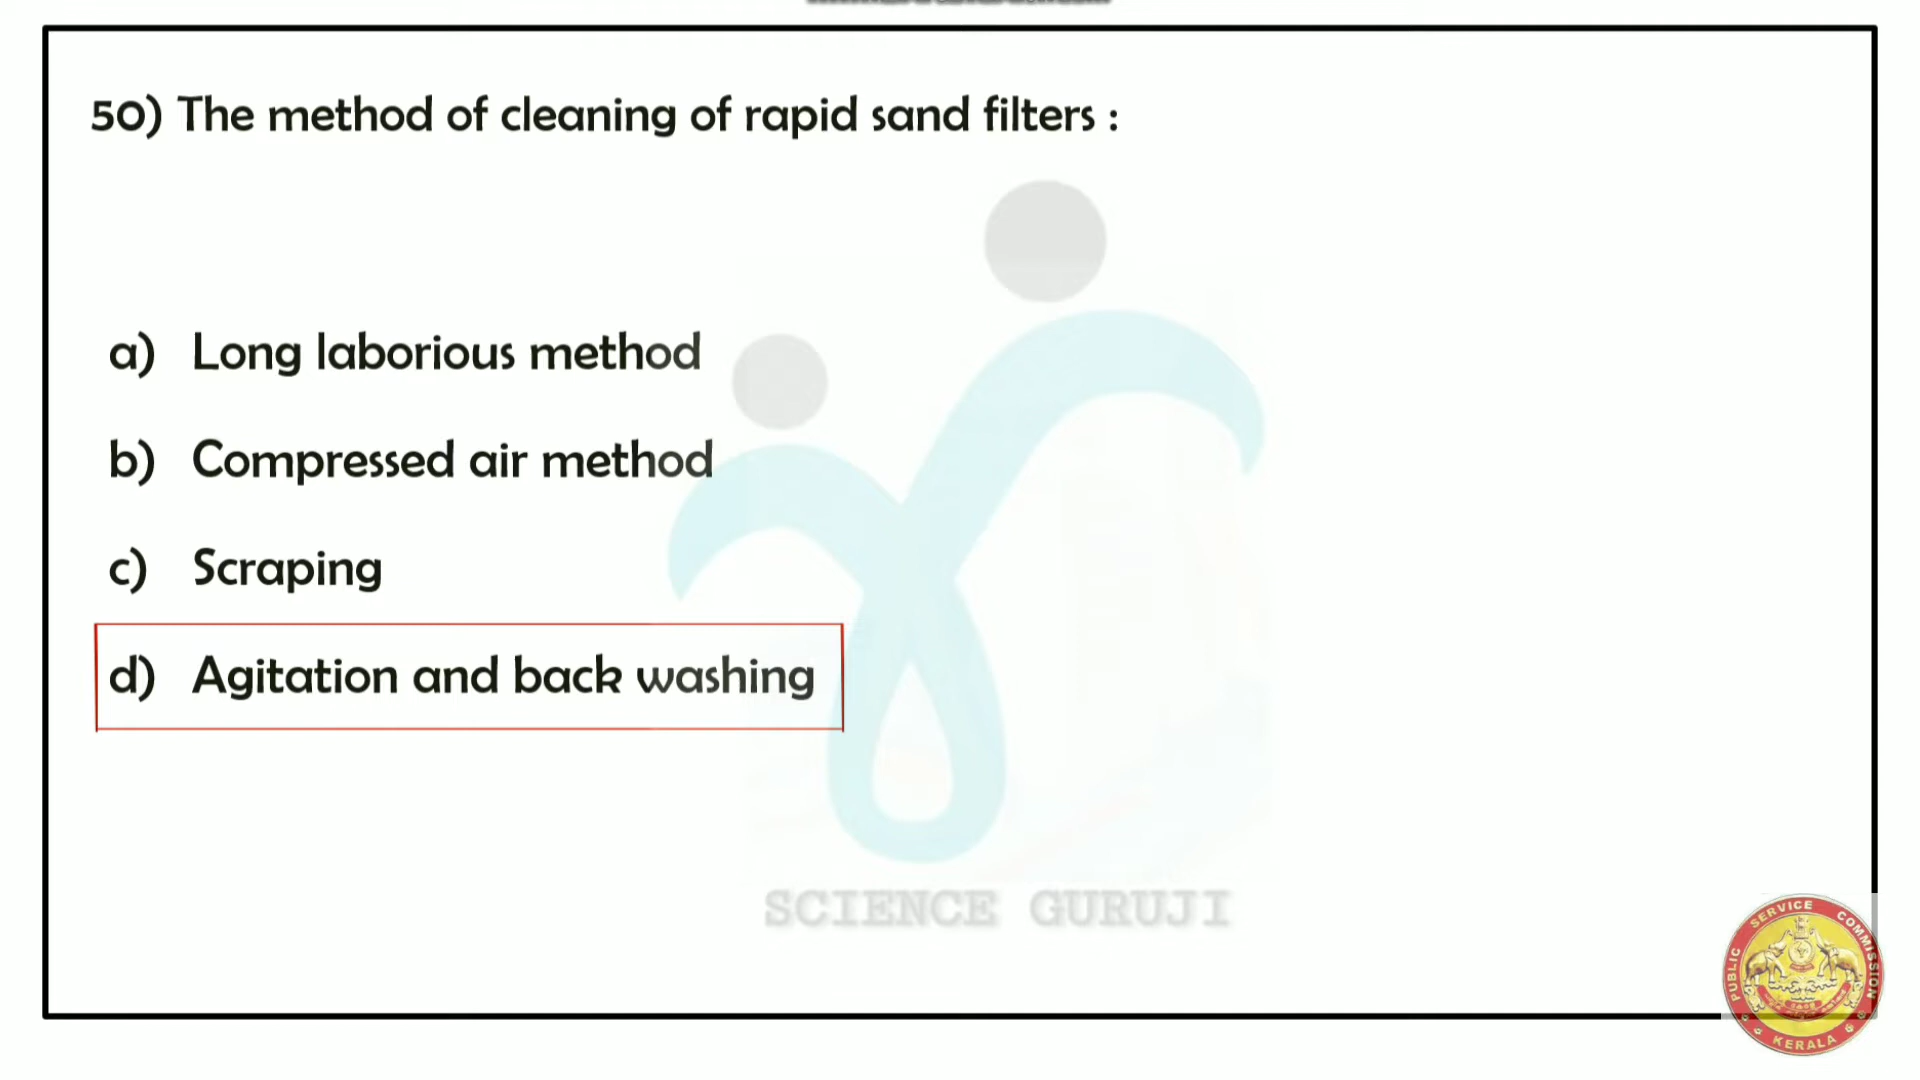 50) The method of cleaning of rapid sand filters :
a) Long laborious method
b) Compressed air method
c) Scraping
d) Agitation and back washing
SCIENCE GURUJI
PUBLIC SERVICE COMMISSION
KERALA